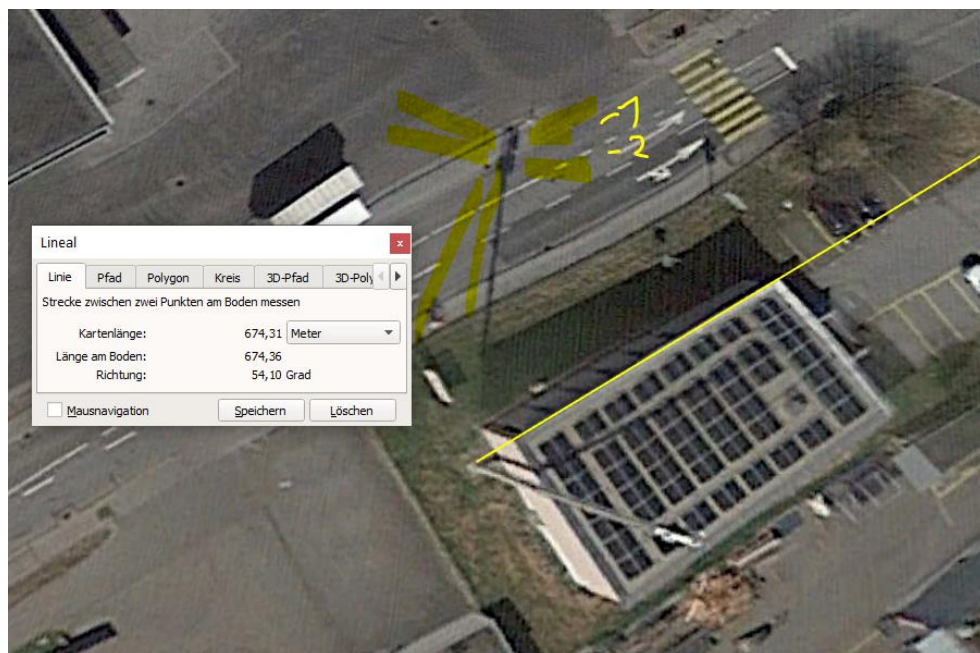 -1
-2
Lineal
x
Linie Pfad Polygon Kreis 3D-Pfad 3D-Poly
Strecke zwischen zwei Punkten am Boden messen
Kartenlänge: 674,31 Meter
Länge am Boden: 674,36
Richtung: 54,10 Grad
Mausnavigation Speichern Löschen